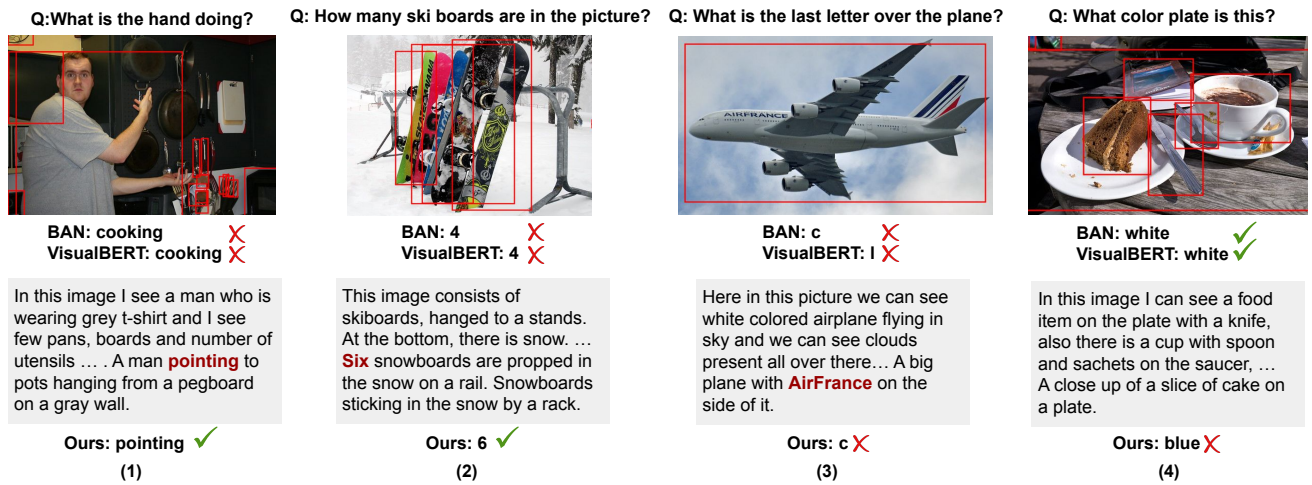 Q:What is the hand doing?
BAN: cooking
VisualBERT: cooking
In this image I see a man who is
wearing grey t-shirt and I see
few pans, boards and number of
utensils … . A man pointing to
pots hanging from a pegboard
on a gray wall.
Ours: pointing
(1)
Q: How many ski boards are in the picture?
BAN: 4
VisualBERT: 4
This image consists of
skiboards, hanged to a stands.
At the bottom, there is snow. …
Six snowboards are propped in
the snow on a rail. Snowboards
sticking in the snow by a rack.
Ours: 6
(2)
Q: What is the last letter over the plane?
AIRFRANCE
BAN: c
VisualBERT: l
Here in this picture we can see
white colored airplane flying in
sky and we can see clouds
present all over there… A big
plane with AirFrance on the
side of it.
Ours: c
(3)
Q: What color plate is this?
BAN: white
VisualBERT: white
In this image I can see a food
item on the plate with a knife,
also there is a cup with spoon
and sachets on the saucer, …
A close up of a slice of cake on
a plate.
Ours: blue
(4)